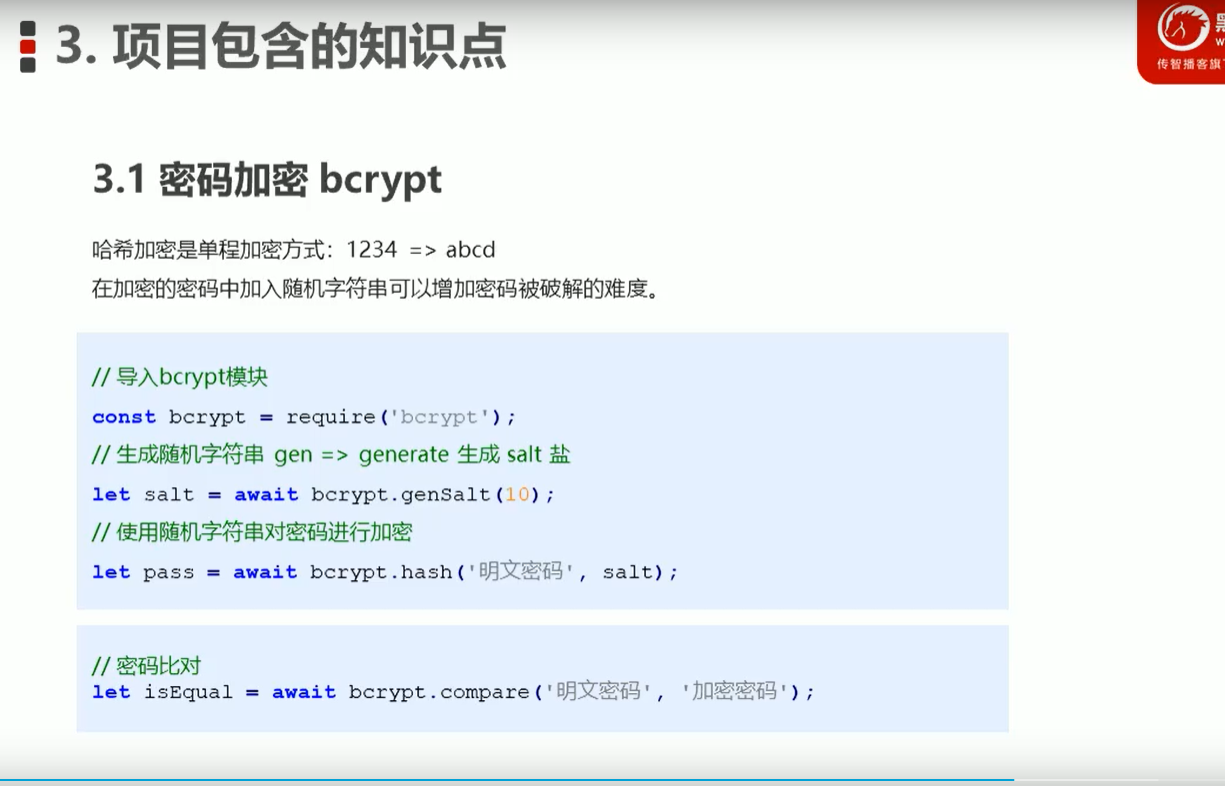 3. 项目包含的知识点
传智播客旗
3.1 密码加密 bcrypt
哈希加密是单程加密方式：1234 => abcd
在加密的密码中加入随机字符串可以增加密码被破解的难度。
// 导入bcrypt模块
const bcrypt = require('bcrypt');
// 生成随机字符串 gen => generate 生成 salt 盐
let salt = await bcrypt.genSalt(10);
// 使用随机字符串对密码进行加密
let pass = await bcrypt.hash('明文密码', salt);
// 密码比对
let isEqual = await bcrypt.compare('明文密码', '加密密码');